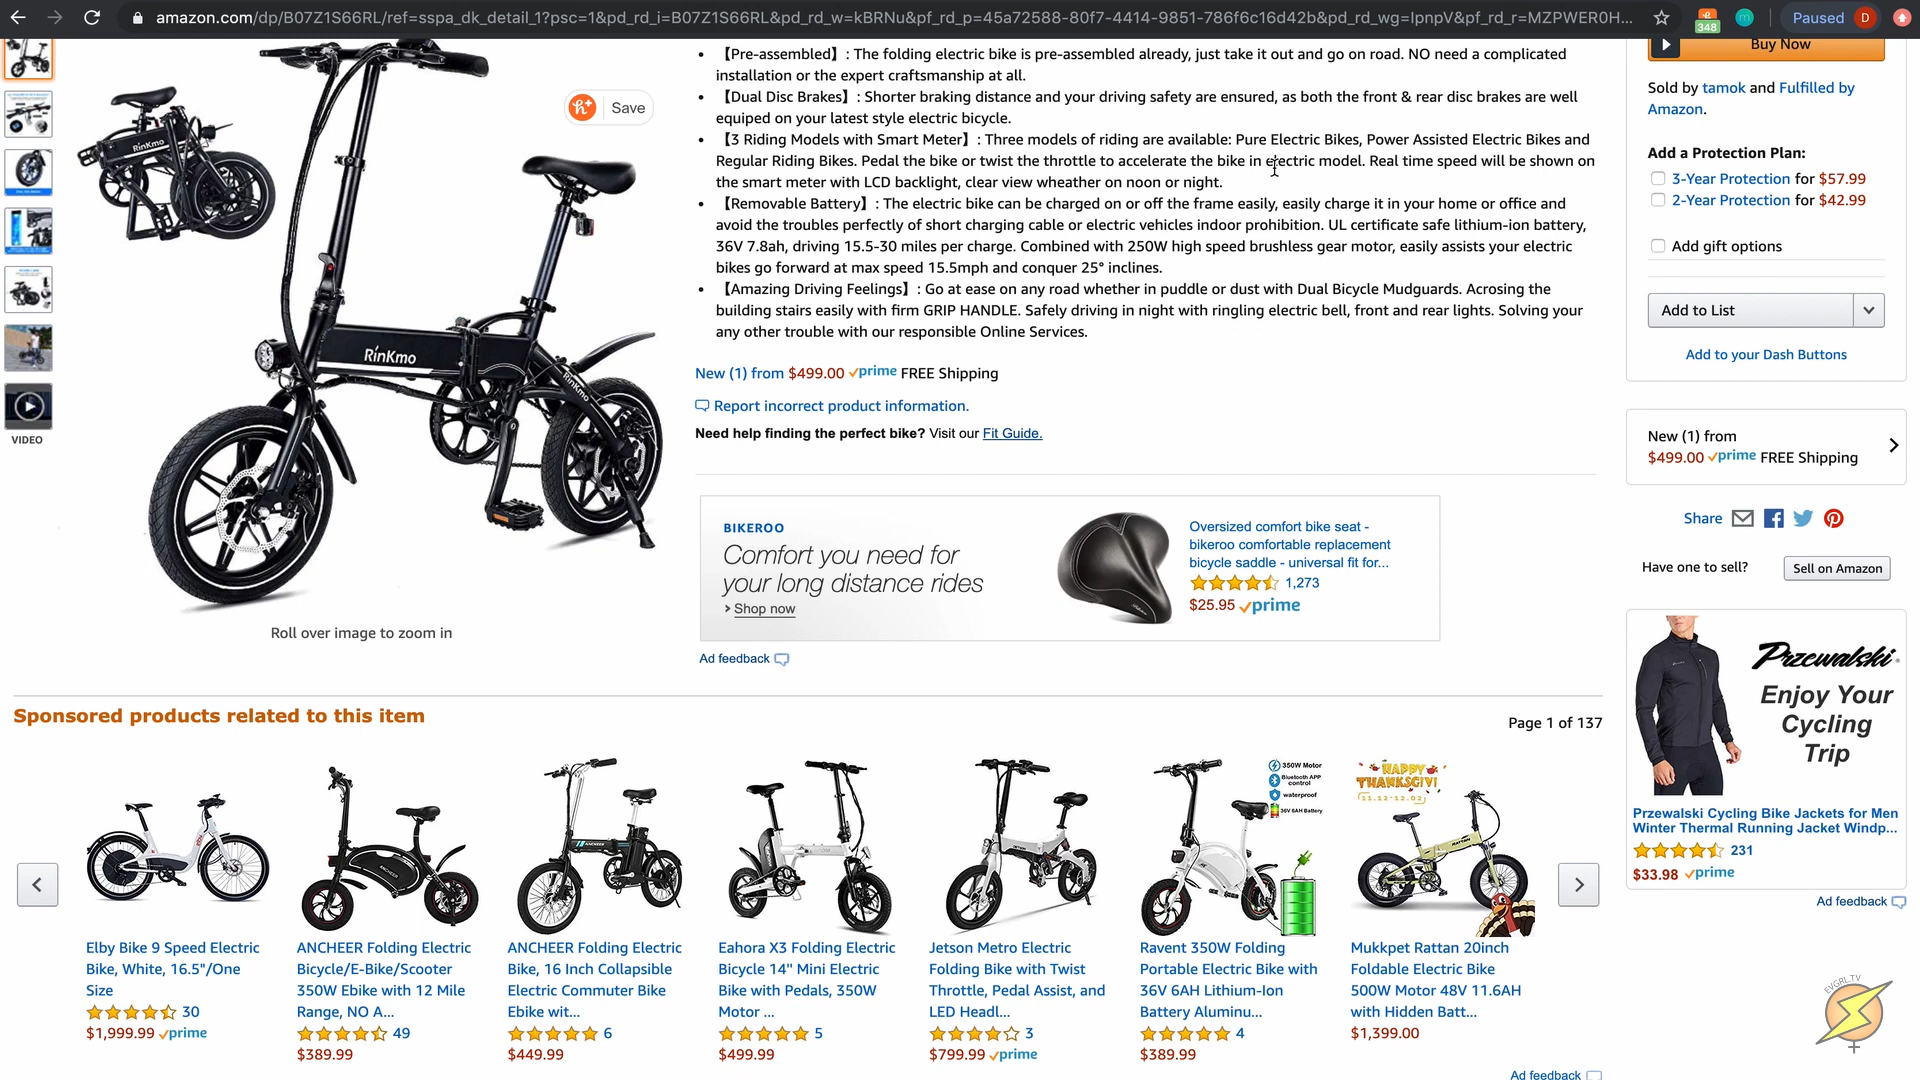 amazon.com/dp/B07Z1S66RL/ref=sspa_dk_detail_1?psc=1&pd_rd_i=B07Z1S66RL&pd_rd_w=kBRNu&pf_rd_p=45a72588-80f7-4414-9851-786f6c16d42b&pd_rd_wg=IpnpV&pf_rd_r=MZPWER0H...
348
Paused
D
RinKmo
RinKmo
RinKmo
VIDEO
Roll over image to zoom in
Save
【Pre-assembled】: The folding electric bike is pre-assembled already, just take it out and go on road. NO need a complicated
installation or the expert craftsmanship at all.
【Dual Disc Brakes】: Shorter braking distance and your driving safety are ensured, as both the front & rear disc brakes are well
equiped on your latest style electric bicycle.
【3 Riding Models with Smart Meter】: Three models of riding are available: Pure Electric Bikes, Power Assisted Electric Bikes and
Regular Riding Bikes. Pedal the bike or twist the throttle to accelerate the bike in electric model. Real time speed will be shown on
the smart meter with LCD backlight, clear view wheather on noon or night.
【Removable Battery】: The electric bike can be charged on or off the frame easily, easily charge it in your home or office and
avoid the troubles perfectly of short charging cable or electric vehicles indoor prohibition. UL certificate safe lithium-ion battery,
36V 7.8ah, driving 15.5-30 miles per charge. Combined with 250W high speed brushless gear motor, easily assists your electric
bikes go forward at max speed 15.5mph and conquer 25° inclines.
【Amazing Driving Feelings】: Go at ease on any road whether in puddle or dust with Dual Bicycle Mudguards. Acrosing the
building stairs easily with firm GRIP HANDLE. Safely driving in night with ringling electric bell, front and rear lights. Solving your
any other trouble with our responsible Online Services.
New (1) from $499.00 prime FREE Shipping
Report incorrect product information.
Need help finding the perfect bike? Visit our Fit Guide.
BIKEROO
Comfort you need for
your long distance rides
› Shop now
Oversized comfort bike seat -
bikeroo comfortable replacement
bicycle saddle - universal fit for...
1,273
$25.95 prime
Ad feedback
Buy Now
Sold by tamok and Fulfilled by
Amazon.
Add a Protection Plan:
3-Year Protection for $57.99
2-Year Protection for $42.99
Add gift options
Add to List
Add to your Dash Buttons
New (1) from
$499.00 prime FREE Shipping
Share
Have one to sell?
Sell on Amazon
Przewalski
Enjoy Your
Cycling
Trip
Przewalski Cycling Bike Jackets for Men
Winter Thermal Running Jacket Windp...
231
$33.98 prime
Ad feedback
Sponsored products related to this item
Page 1 of 137
Elby Bike 9 Speed Electric
Bike, White, 16.5"/One
Size
30
$1,999.99 prime
ANCHEER
ANCHEER Folding Electric
Bicycle/E-Bike/Scooter
350W Ebike with 12 Mile
Range, NO A...
49
$389.99
ANCHEER
ANCHEER Folding Electric
Bike, 16 Inch Collapsible
Electric Commuter Bike
Ebike wit...
6
$449.99
Eahora X3 Folding Electric
Bicycle 14" Mini Electric
Bike with Pedals, 350W
Motor ...
5
$499.99
Jetson Metro Electric
Folding Bike with Twist
Throttle, Pedal Assist, and
LED Headl...
3
$799.99 prime
350W Motor
Bluetooth APP
control
waterproof
36V 6AH Battery
Ravent 350W Folding
Portable Electric Bike with
36V 6AH Lithium-Ion
Battery Aluminu...
4
$389.99
HAPPY
THANKSGIVI
11.12-12.02
Mukkpet Rattan 20inch
Foldable Electric Bike
500W Motor 48V 11.6AH
with Hidden Batt...
$1,399.00
Ad feedback
EVGRL.TV